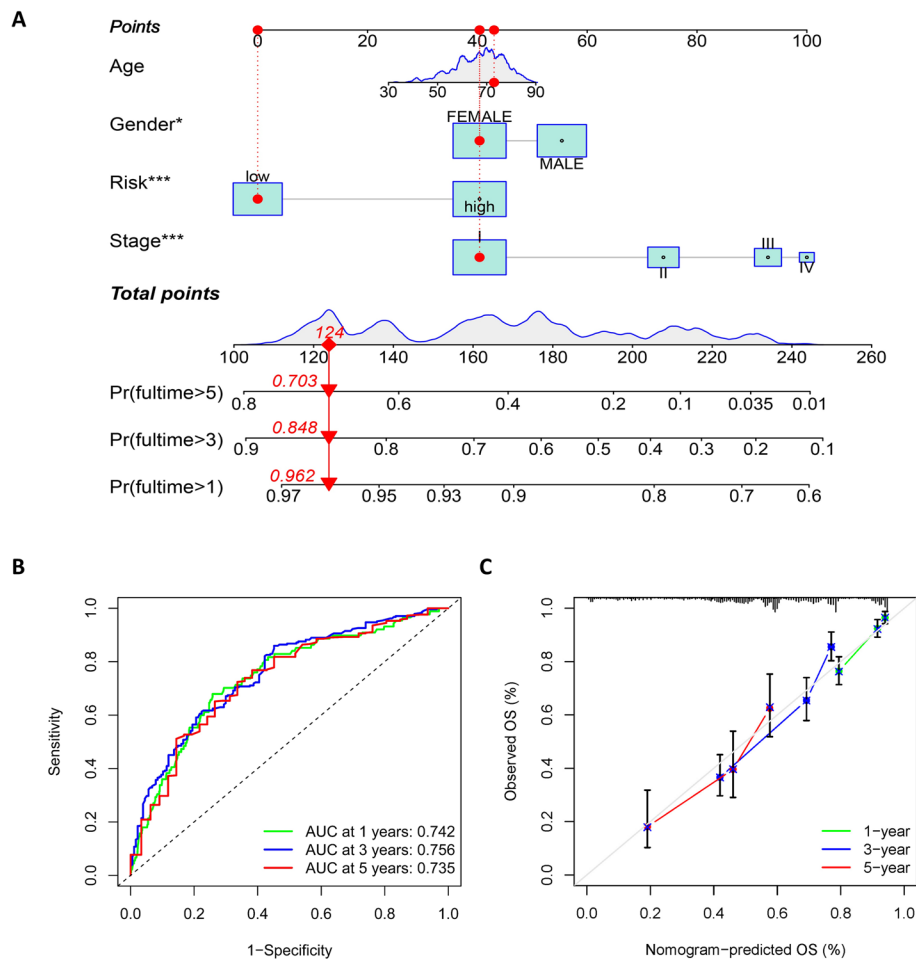 A
Points
0 20 40 60 80 100
Age
30 50 70 90
Gender*
FEMALE
MALE
Risk***
low
high
Stage***
I
II
III
IV
Total points
124
100 120 140 160 180 200 220 240 260
0.703
Pr(fultime>5)
0.8 0.6 0.4 0.2 0.1 0.035 0.01
0.848
Pr(fultime>3)
0.9 0.8 0.7 0.6 0.5 0.4 0.3 0.2 0.1
0.962
Pr(fultime>1)
0.97 0.95 0.93 0.9 0.8 0.7 0.6
B
Sensitivity
1.0
0.8
0.6
0.4
0.2
0.0
AUC at 1 years: 0.742
AUC at 3 years: 0.756
AUC at 5 years: 0.735
0.0 0.2 0.4 0.6 0.8 1.0
1−Specificity
C
Observed OS (%)
1.0
0.8
0.6
0.4
0.2
0.0
1−year
3−year
5−year
0.0 0.2 0.4 0.6 0.8 1.0
Nomogram−predicted OS (%)